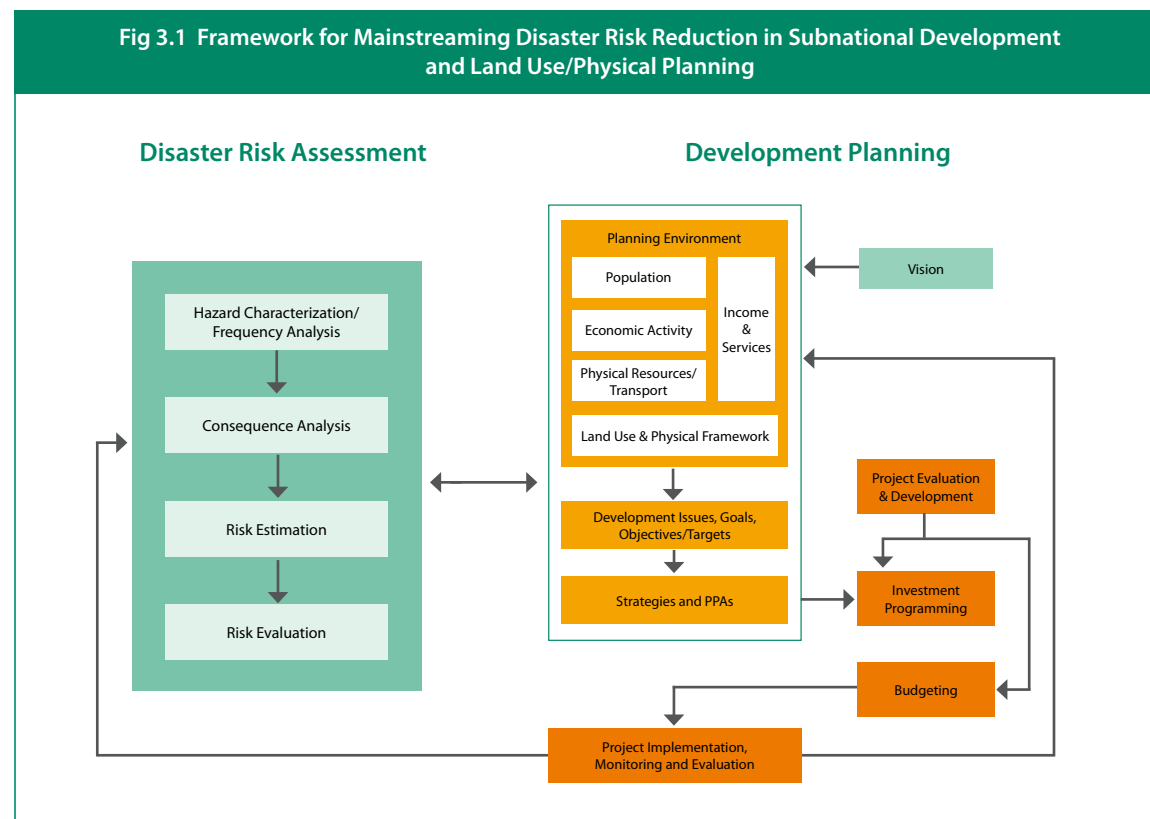 Fig 3.1 Framework for Mainstreaming Disaster Risk Reduction in Subnational Development
and Land Use/Physical Planning
Disaster Risk Assessment
Hazard Characterization/
Frequency Analysis
Consequence Analysis
Risk Estimation
Risk Evaluation
Development Planning
Planning Environment
Population
Economic Activity
Physical Resources/
Transport
Income
&
Services
Land Use & Physical Framework
Development Issues, Goals,
Objectives/Targets
Strategies and PPAs
Vision
Project Evaluation
& Development
Investment
Programming
Budgeting
Project Implementation,
Monitoring and Evaluation